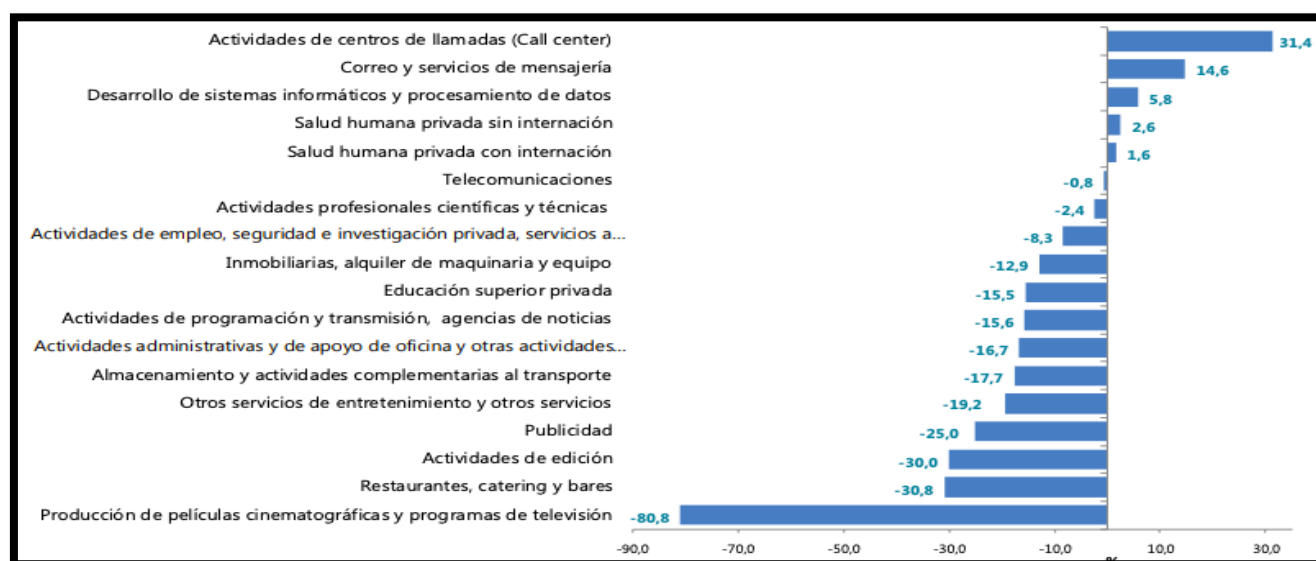 Actividades de centros de llamadas (Call center) 31,4
Correo y servicios de mensajería 14,6
Desarrollo de sistemas informáticos y procesamiento de datos 5,8
Salud humana privada sin internación 2,6
Salud humana privada con internación 1,6
Telecomunicaciones -0,8
Actividades profesionales científicas y técnicas -2,4
Actividades de empleo, seguridad e investigación privada, servicios a... -8,3
Inmobiliarias, alquiler de maquinaria y equipo -12,9
Educación superior privada -15,5
Actividades de programación y transmisión, agencias de noticias -15,6
Actividades administrativas y de apoyo de oficina y otras actividades... -16,7
Almacenamiento y actividades complementarias al transporte -17,7
Otros servicios de entretenimiento y otros servicios -19,2
Publicidad -25,0
Actividades de edición -30,0
Restaurantes, catering y bares -30,8
Producción de películas cinematográficas y programas de televisión -80,8
-90,0 -70,0 -50,0 -30,0 -10,0 10,0 30,0
%